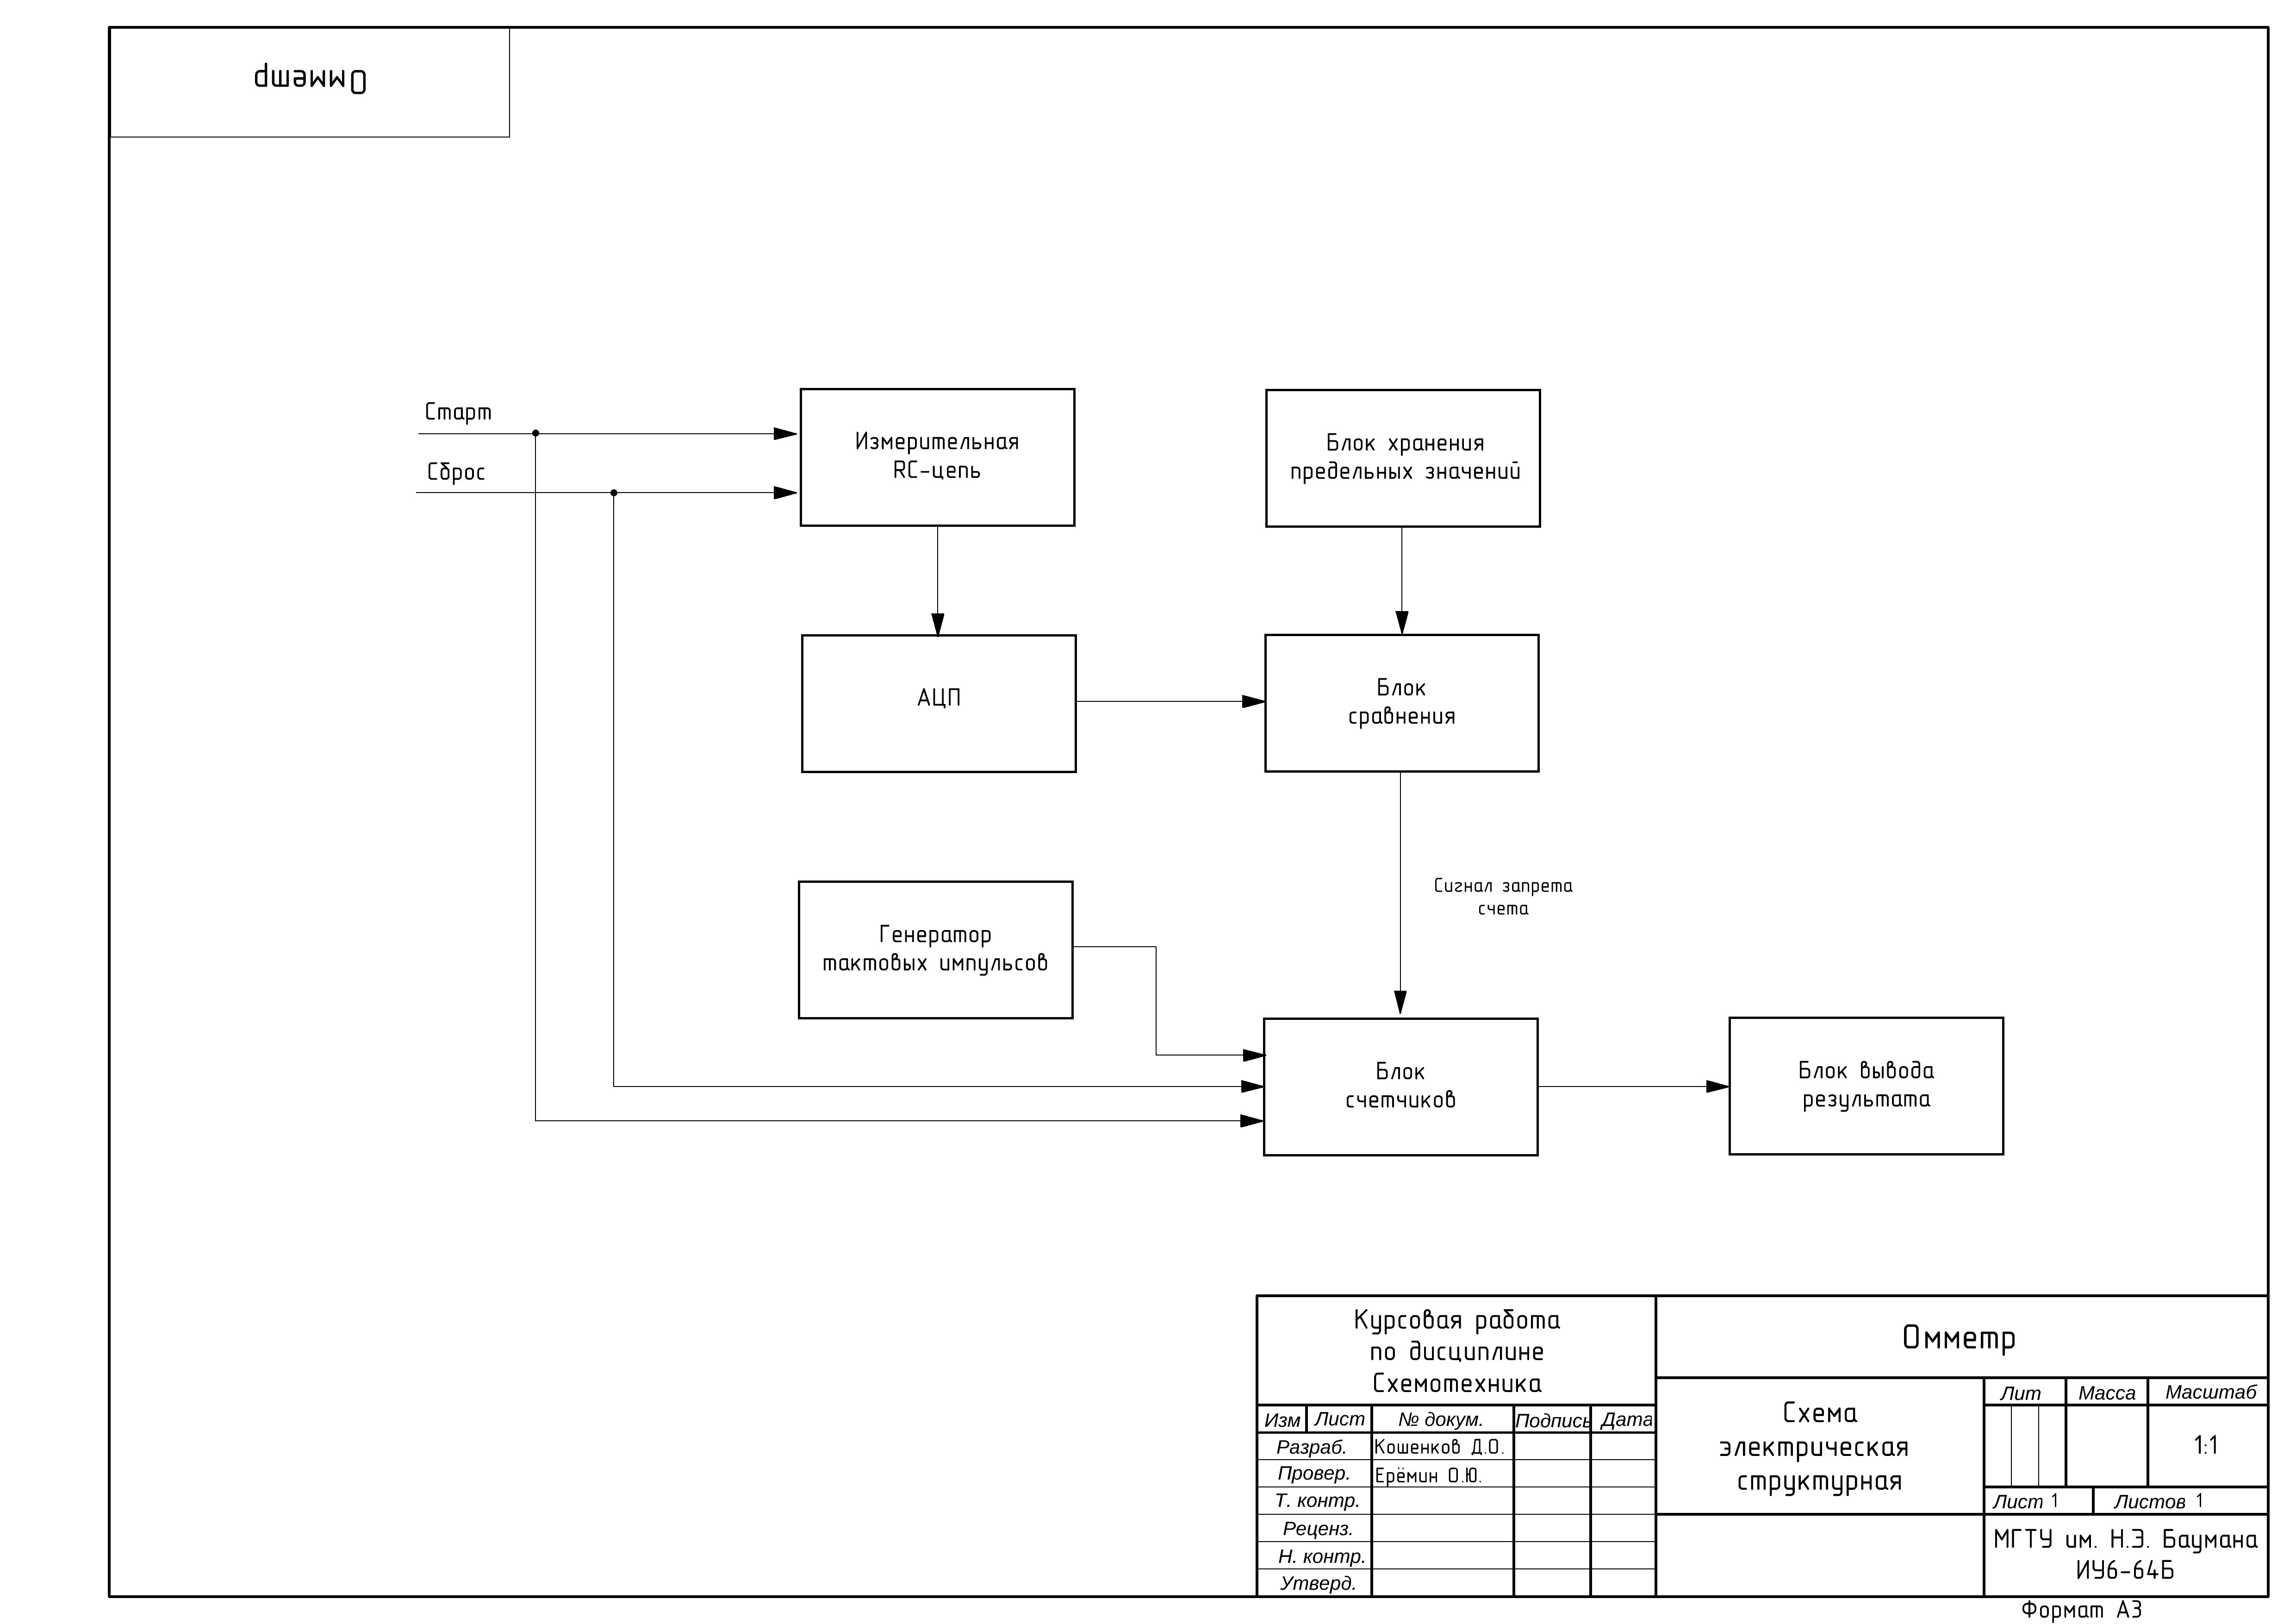 Омметр
Старт
Сброс
Измерительная
RC-цепь
Блок хранения
предельных значений
АЦП
Блок
сравнения
Сигнал запрета
счета
Генератор
тактовых импульсов
Блок
счетчиков
Блок вывода
результата
Курсовая работа
по дисциплине
Схемотехника
Омметр
Изм Лист № докум. Подпись Дата
Разраб. Кошенков Д.О.
Провер. Ерёмин О.Ю.
Т. контр.
Реценз.
Н. контр.
Утверд.
Схема
электрическая
структурная
Лит Масса Масштаб
1:1
Лист 1 Листов 1
МГТУ им. Н.Э. Баумана
ИУ6-64Б
Формат А3